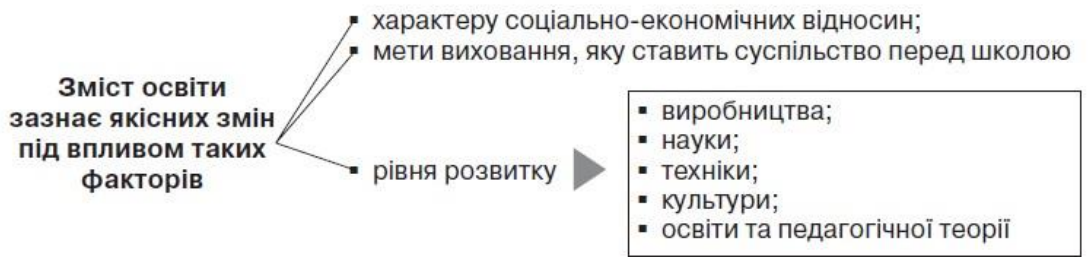 Зміст освіти
зазнає якісних змін
під впливом таких
факторів
▪ характеру соціально-економічних відносин;
▪ мети виховання, яку ставить суспільство перед школою
▪ рівня розвитку
▪ виробництва;
▪ науки;
▪ техніки;
▪ культури;
▪ освіти та педагогічної теорії